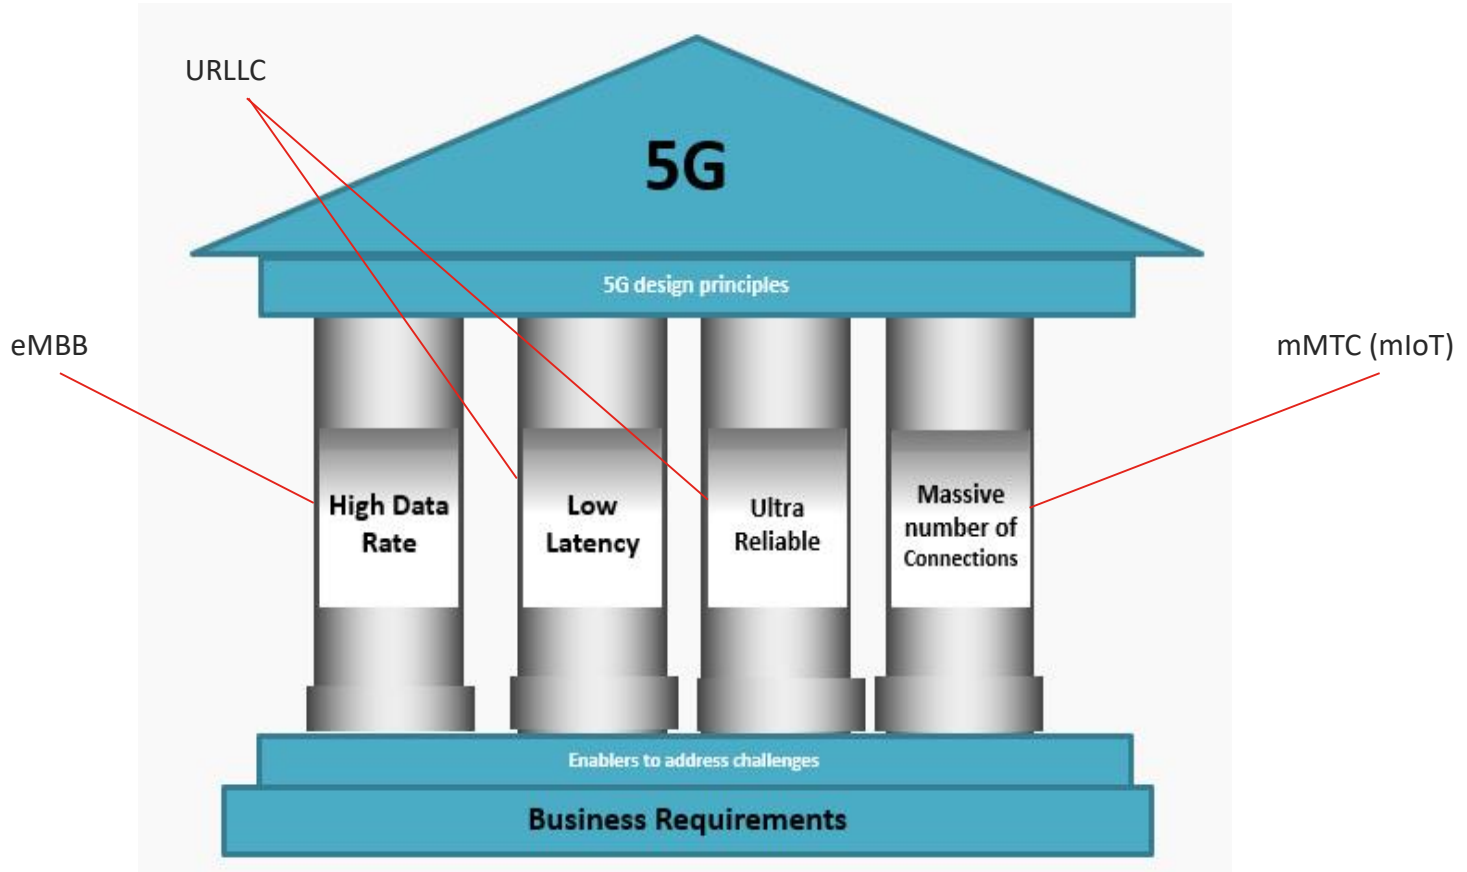 URLLC
5G
5G design principles
eMBB
mMTC (mIoT)
High Data
Rate
Low
Latency
Ultra
Reliable
Massive
number of
Connections
Enablers to address challenges
Business Requirements